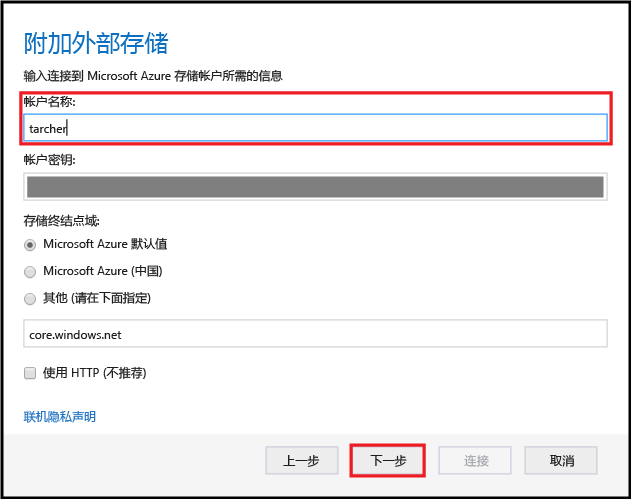 附加外部存储
输入连接到 Microsoft Azure 存储帐户所需的信息
帐户名称:
tarcher
帐户密钥:
存储终结点域:
Microsoft Azure 默认值
Microsoft Azure (中国)
其他 (请在下面指定)
core.windows.net
使用 HTTP (不推荐)
联机隐私声明
上一步 下一步 连接 取消